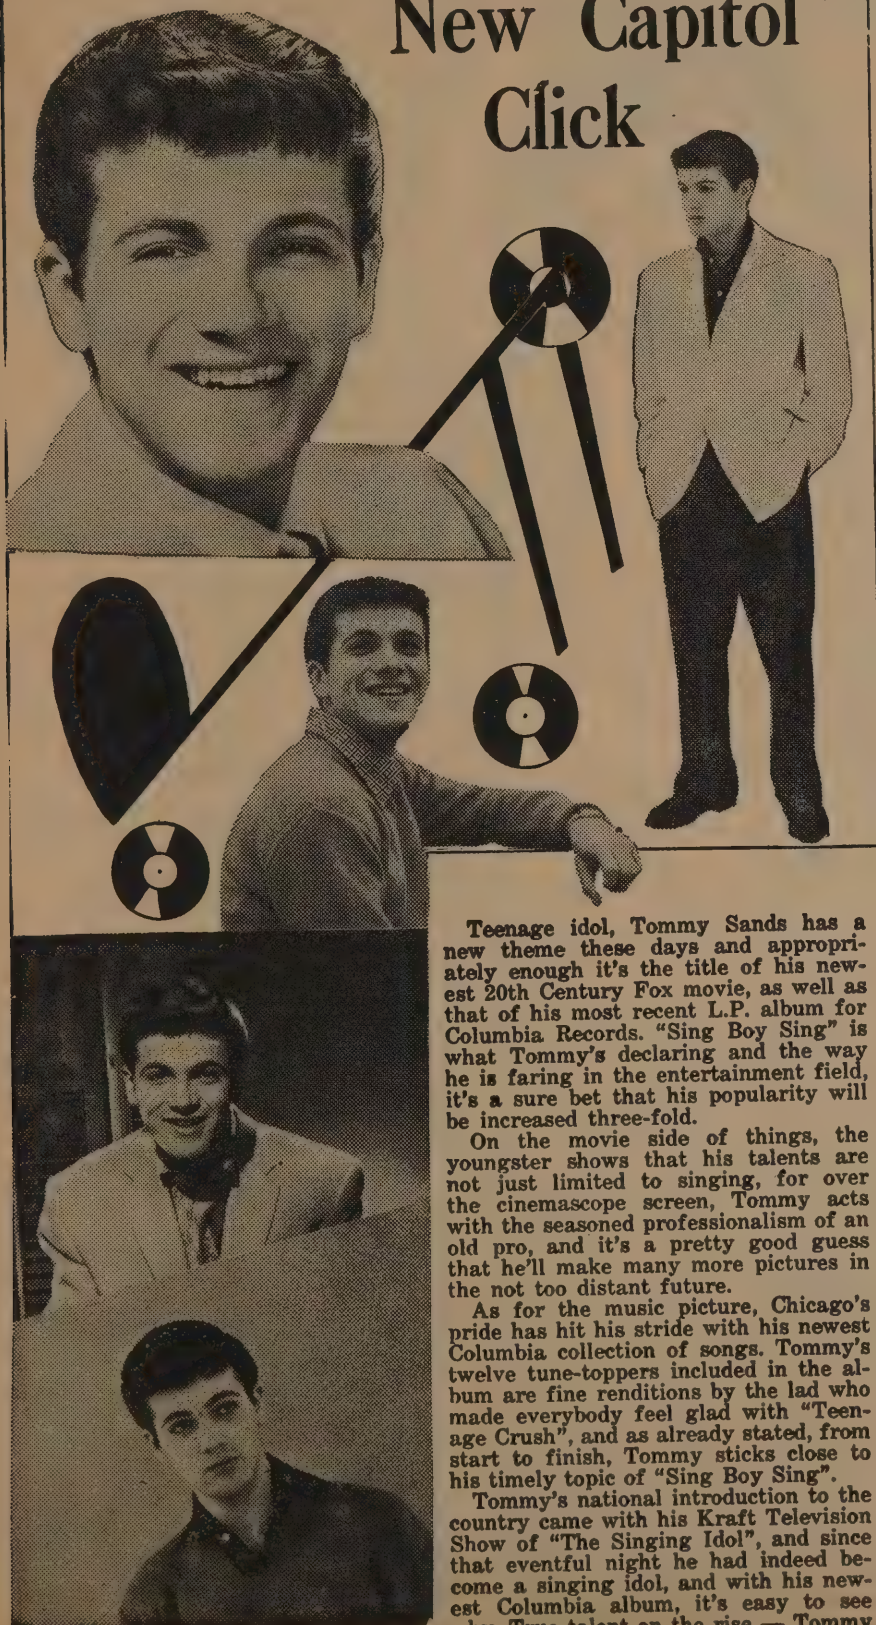 New Capitol
Click
Teenage idol, Tommy Sands has a
new theme these days and appropri-
ately enough it's the title of his new-
est 20th Century Fox movie, as well as
that of his most recent L.P. album for
Columbia Records. "Sing Boy Sing" is
what Tommy's declaring and the way
he is faring in the entertainment field,
it's a sure bet that his popularity will
be increased three-fold.
On the movie side of things, the
youngster shows that his talents are
not just limited to singing, for over
the cinemascope screen, Tommy acts
with the seasoned professionalism of an
old pro, and it's a pretty good guess
that he'll make many more pictures in
the not too distant future.
As for the music picture, Chicago's
pride has hit his stride with his newest
Columbia collection of songs. Tommy's
twelve tune-toppers included in the al-
bum are fine renditions by the lad who
made everybody feel glad with "Teen-
age Crush", and as already stated, from
start to finish, Tommy sticks close to
his timely topic of "Sing Boy Sing".
Tommy's national introduction to the
country came with his Kraft Television
Show of "The Singing Idol", and since
that eventful night he had indeed be-
come a singing idol, and with his new-
est Columbia album, it's easy to see
talent on the rise — Tommy